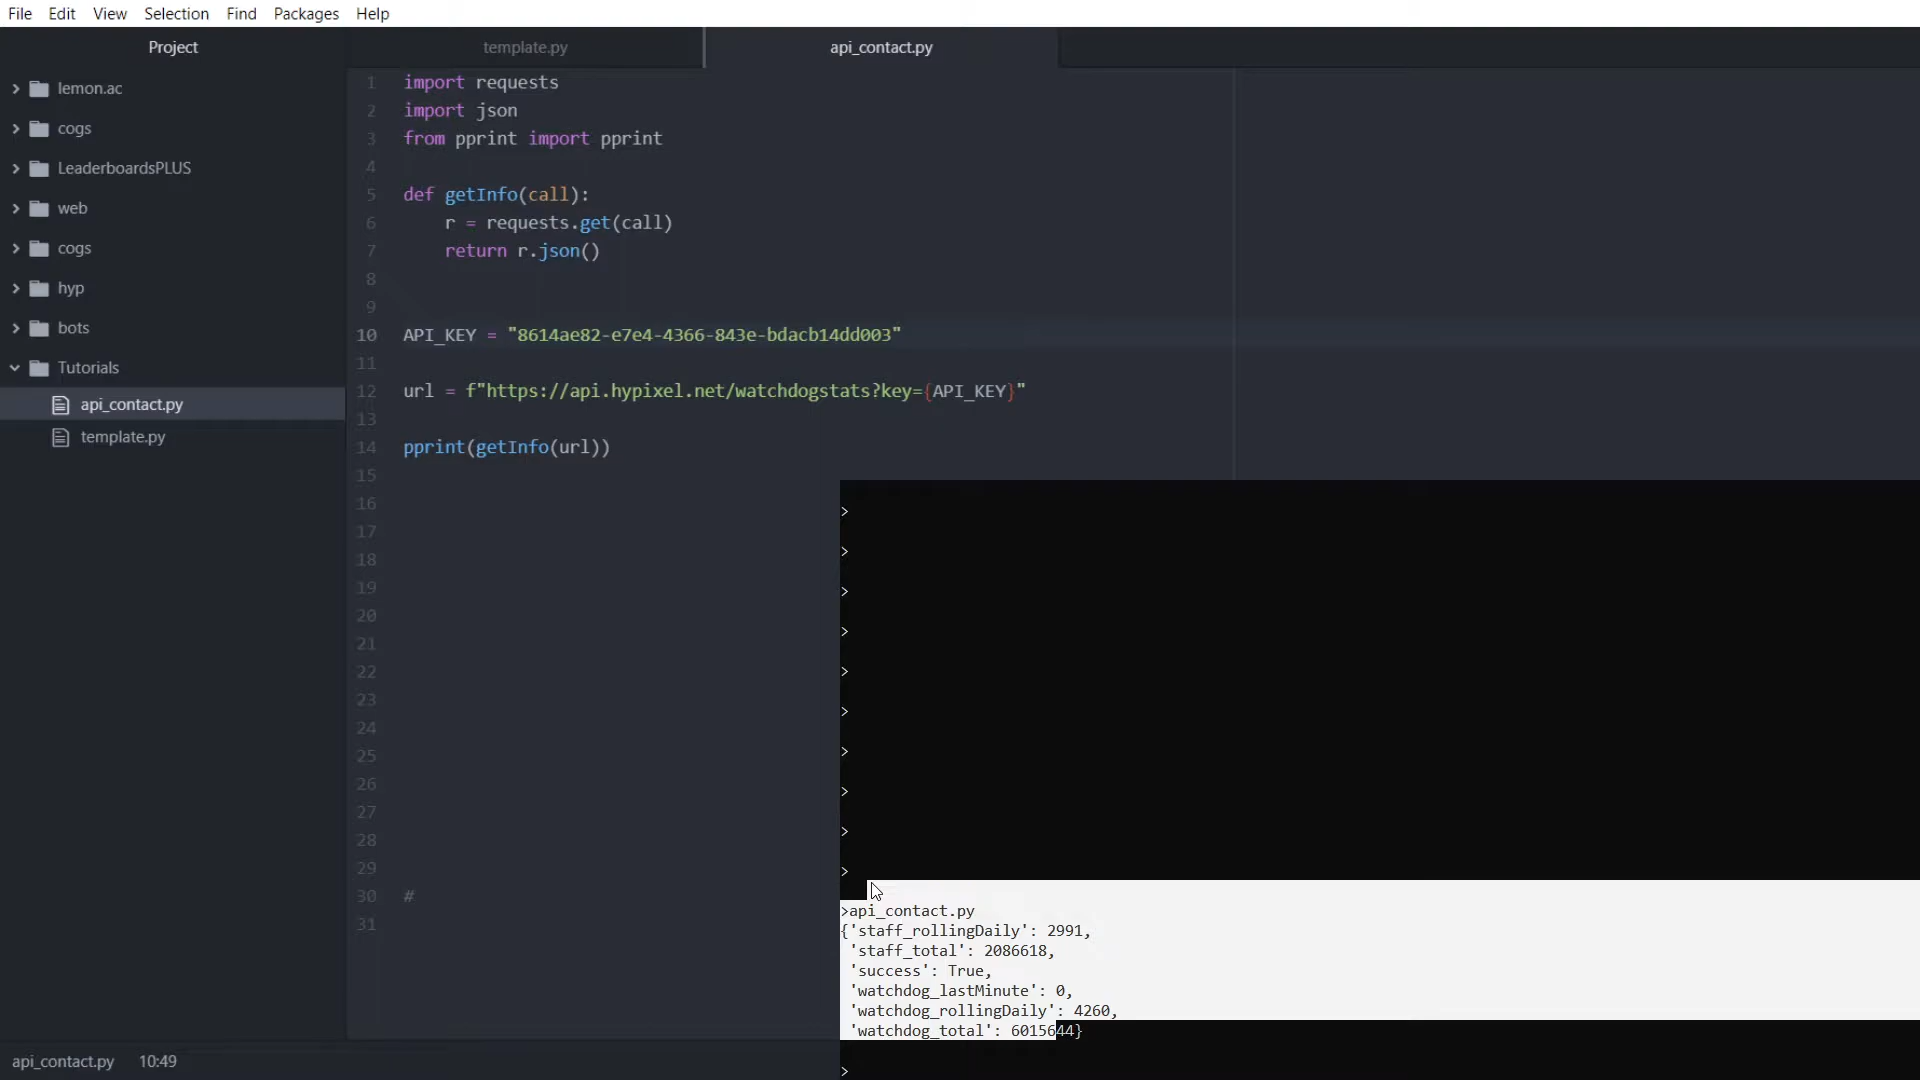 File Edit View Selection Find Packages Help
Project
template.py
api_contact.py
lemon.ac
cogs
LeaderboardsPLUS
web
cogs
hyp
bots
Tutorials
api_contact.py
template.py
1 import requests
2 import json
3 from pprint import pprint
4
5 def getInfo(call):
6 r = requests.get(call)
7 return r.json()
8
9
10 API_KEY = "8614ae82-e7e4-4366-843e-bdacb14dd003"
11
12 url = f"https://api.hypixel.net/watchdogstats?key={API_KEY}"
13
14 pprint(getInfo(url))
15
16
17
18
19
20
21
22
23
24
25
26
27
28
29
30 #
31
>
>
>
>
>
>
>
>
>
>
>api_contact.py
{'staff_rollingDaily': 2991,
'staff_total': 2086618,
'success': True,
'watchdog_lastMinute': 0,
'watchdog_rollingDaily': 4260,
'watchdog_total': 6015644}
>
api_contact.py 10:49